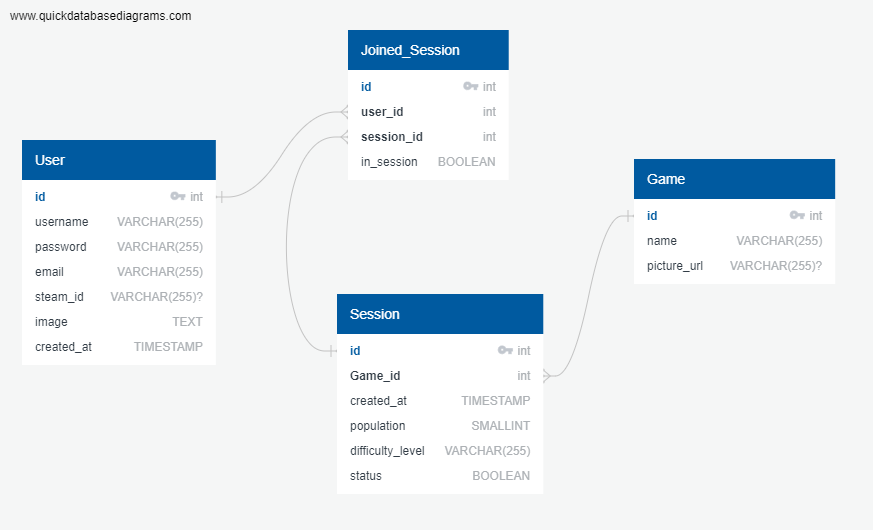 www.quickdatabasediagrams.com
Joined_Session
id int
user_id int
session_id int
in_session BOOLEAN
User
id int
username VARCHAR(255)
password VARCHAR(255)
email VARCHAR(255)
steam_id VARCHAR(255)?
image TEXT
created_at TIMESTAMP
Game
id int
name VARCHAR(255)
picture_url VARCHAR(255)?
Session
id int
Game_id int
created_at TIMESTAMP
population SMALLINT
difficulty_level VARCHAR(255)
status BOOLEAN